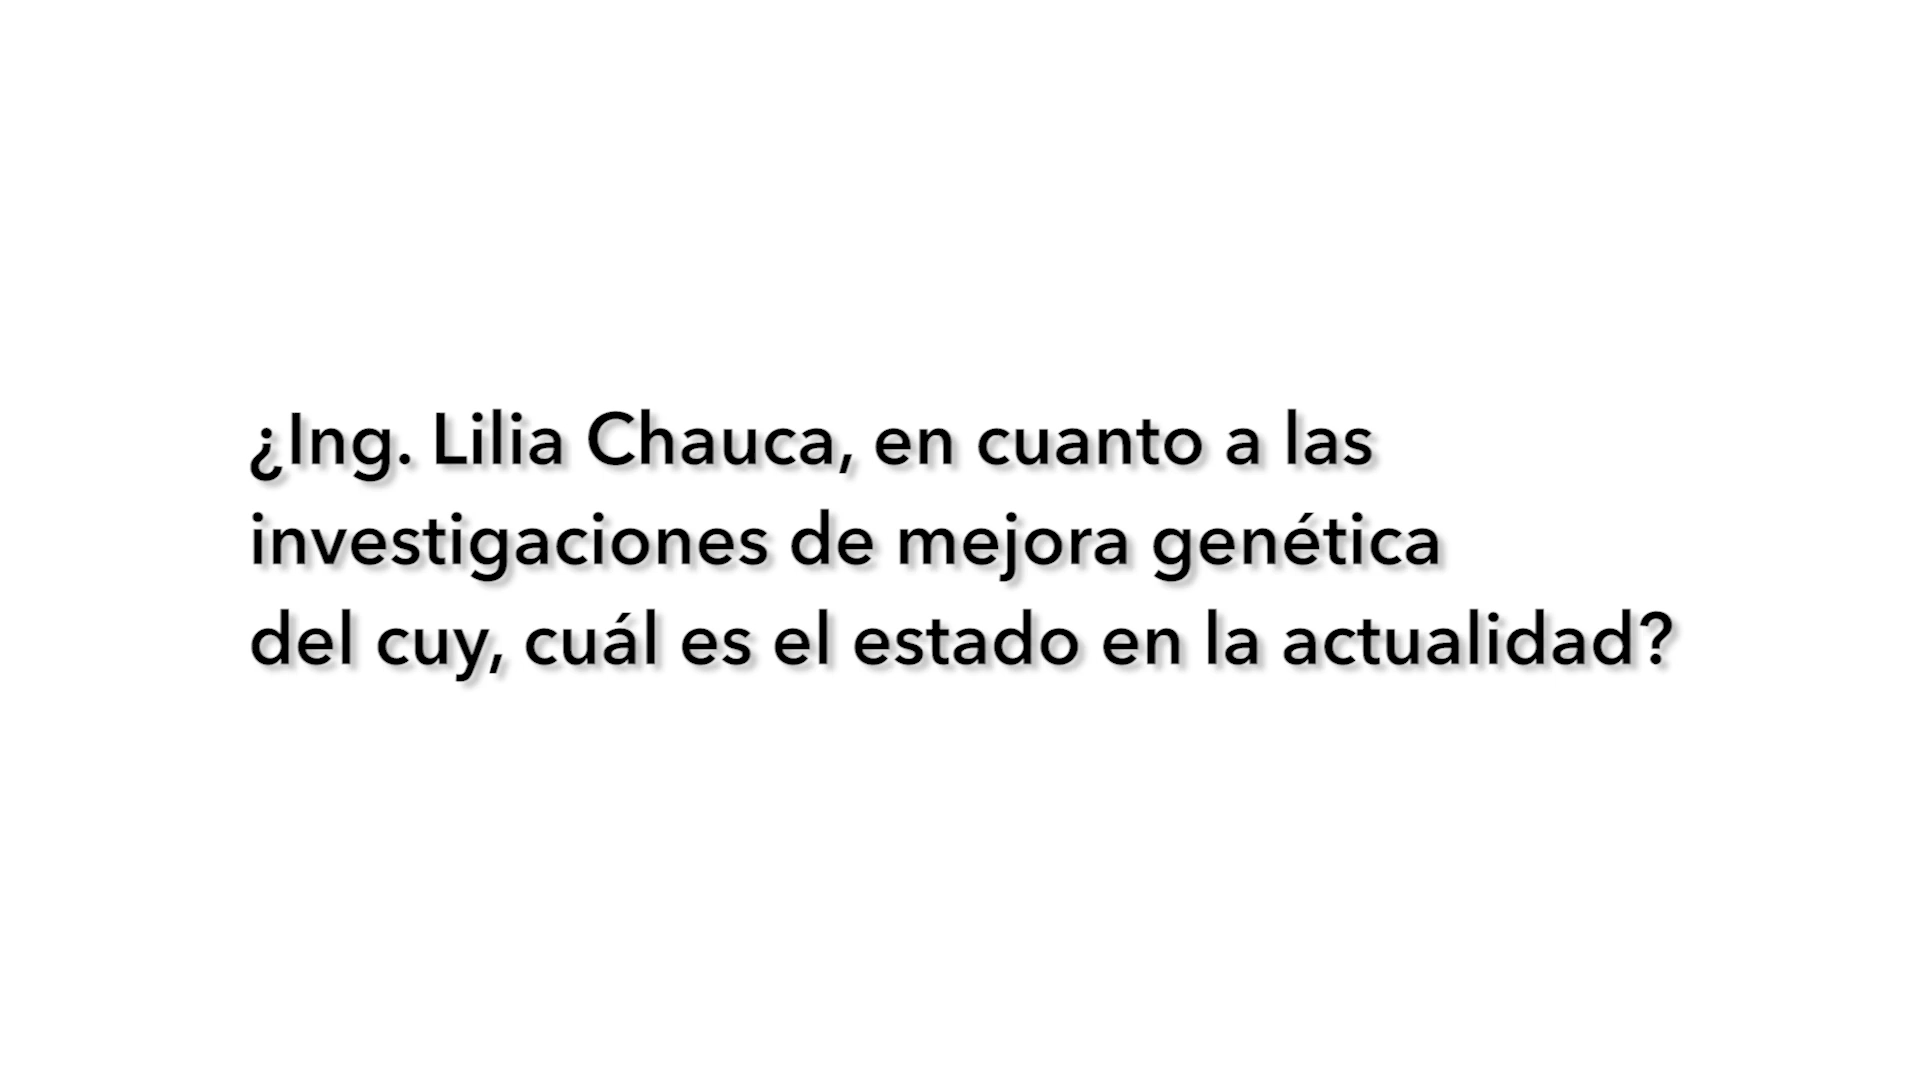 ¿Ing. Lilia Chauca, en cuanto a las
investigaciones de mejora genética
del cuy, cuál es el estado en la actualidad?